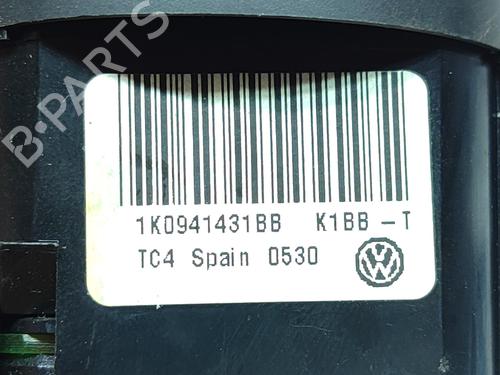 B-PARTS
1K0941431BB K1BB -T
TC4 Spain 0530